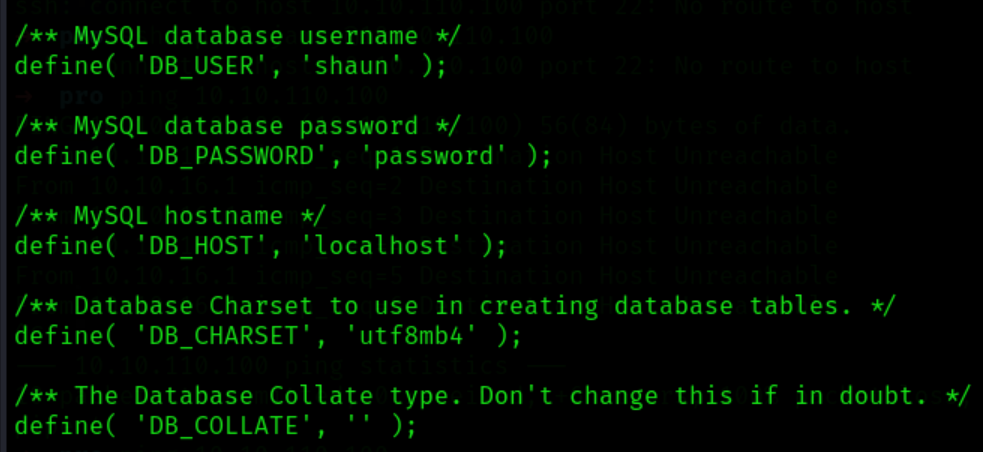 /** MySQL database username */
define( 'DB_USER', 'shaun' );
/** MySQL database password */
define( 'DB_PASSWORD', 'password' );
/** MySQL hostname */
define( 'DB_HOST', 'localhost' );
/** Database Charset to use in creating database tables. */
define( 'DB_CHARSET', 'utf8mb4' );
/** The Database Collate type. Don't change this if in doubt. */
define( 'DB_COLLATE', '' );